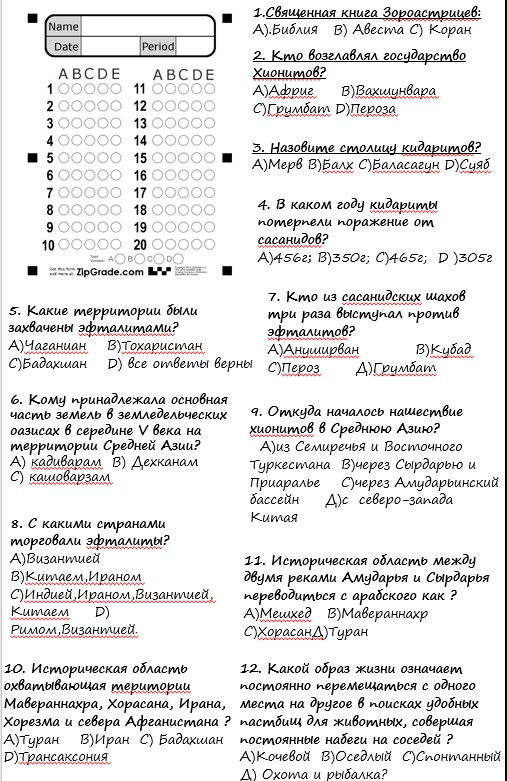 Name
Date Period
A B C D E A B C D E
1 11
2 12
3 13
4 14
5 15
6 16
7 17
8 18
9 19
10 20
Test Version: A B C D
Get this form and more at: ZipGrade.com
1.Священная книга Зороастрицев:
А).Библия В) Авеста С) Коран
2. Кто возглавлял государство
Хионитов?
А)Африг В)Вахшунвара
С)Грумбат D)Пероза
3. Назовите столицу кидаритов?
А)Мерв В)Балх С)Баласагун D)Суяб
4. В каком году кидариты
потерпели поражение от
сасанидов?
А)456г; В)350г; С)465г; D )305г
5. Какие территории были
захвачены эфталитами?
А)Чаганиан В)Тохаристан
С)Бадахшан D) все ответы верны
6. Кому принадлежала основная
часть земель в земледельческих
оазисах в середине V века на
территории Средней Азии?
А) кадиварам В) Дехканам
С) кашоварзам
7. Кто из сасанидских шахов
три раза выступал против
эфталитов?
А)Ануширван В)Кубад
С)Пероз Д)Грумбат
8. С какими странами
торговали эфталиты?
А)Византией
В)Китаем,Ираном
С)Индией,Ираном,Византией,
Китаем D)
Римом,Византией.
9. Откуда началось нашествие
хионитов в Среднюю Азию?
А)из Семиречья и Восточного
Туркестана В)через Сырдарью и
Приаралье С)через Амударьинский
бассейн Д)с северо-запада
Китая
10. Историческая область
охватывающая територии
Мавераннахра, Хорасана, Ирана,
Хорезма и севера Афганистана ?
А)Туран В)Иран С) Бадахшан
D)Трансаксония
11. Историческая область между
двумя реками Амударья и Сырдарья
переводиться с арабского как ?
А)Мешхед В)Мавераннахр
С)ХорасанД)Туран
12. Какой образ жизни означает
постоянно перемещаться с одного
места на другое в поисках удобных
пастбищ для животных, совершая
постоянные набеги на соседей ?
А)Кочевой В)Оседлый С)Спонтанный
Д) Охота и рыбалка?